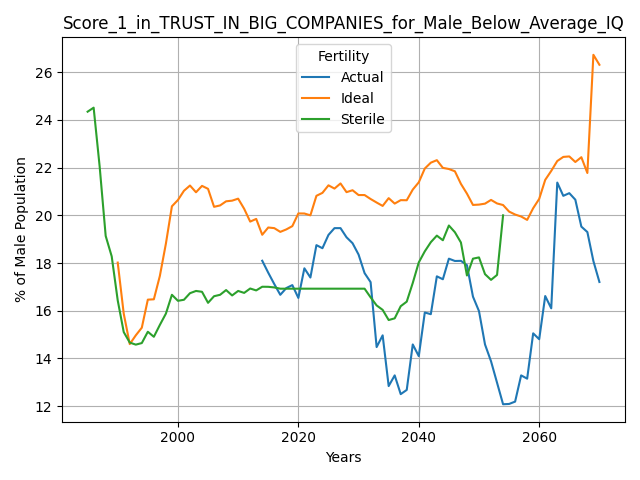 Score_1_in_TRUST_IN_BIG_COMPANIES_for_Male_Below_Average_IQ
Fertility
Actual
Ideal
Sterile
% of Male Population
26
24
22
20
18
16
14
12
2000
2020
2040
2060
Years